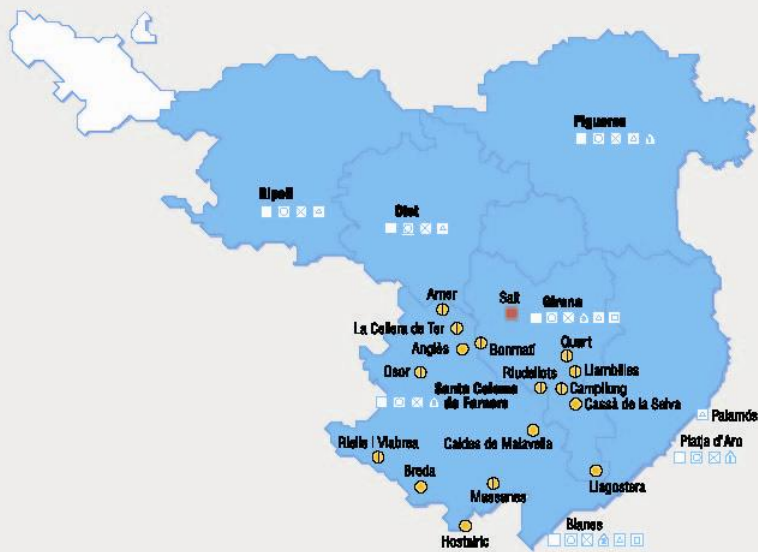 Figueres
Ripoll
Olot
Amer
Salt
Girona
La Cellera de Ter
Anglès
Bonmatí
Quart
Osor
Riudellots
Llambilles
Santa Coloma
de Farners
Campllong
Cassà de la Selva
Palamós
Riells i Viabrea
Caldes de Malavella
Platja d'Aro
Breda
Massanes
Llagostera
Hostalric
Blanes